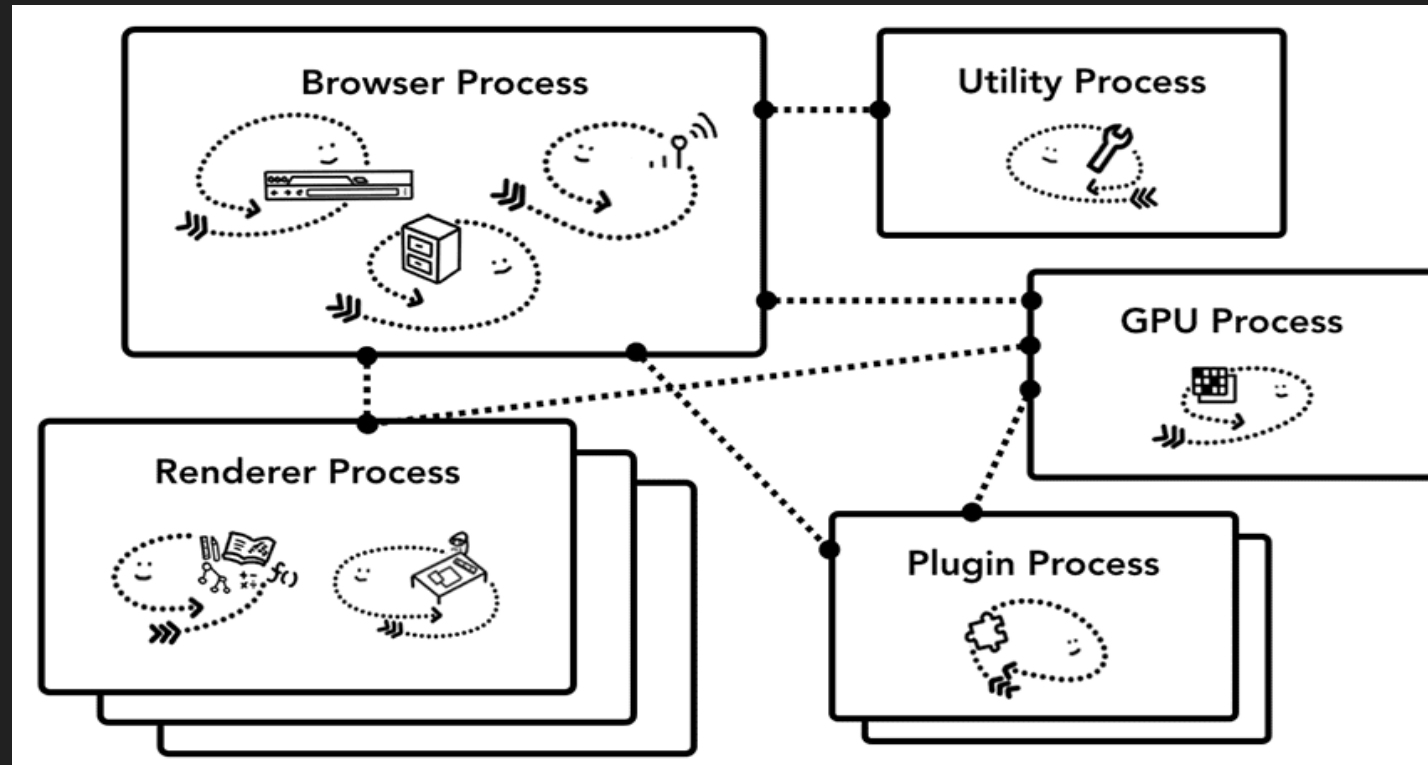 Browser Process
Utility Process
GPU Process
Renderer Process
f()
Plugin Process